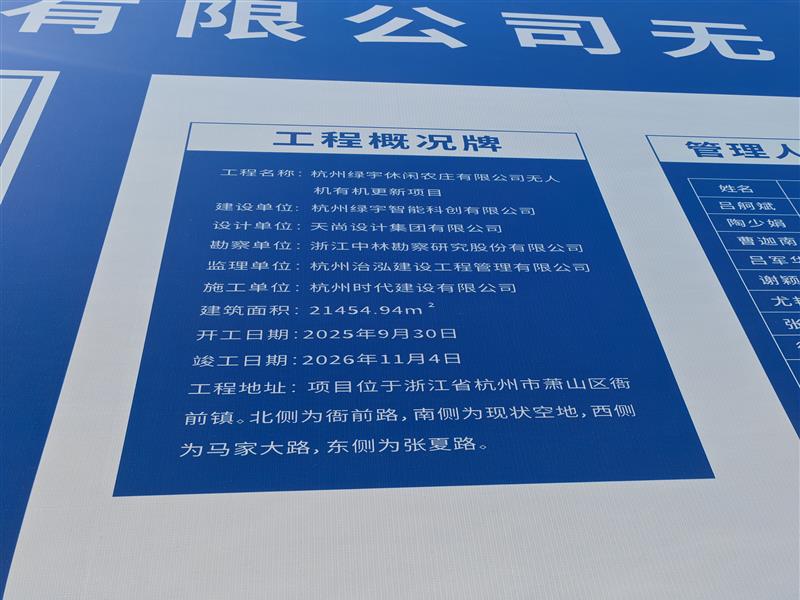 有限公司无
工程概况牌
工程名称：杭州绿宇休闲农庄有限公司无人
机有机更新项目
建设单位：杭州绿宇智能科创有限公司
设计单位：天尚设计集团有限公司
勘察单位：浙江中林勘察研究股份有限公司
监理单位：杭州治泓建设工程管理有限公司
施工单位：杭州时代建设有限公司
建筑面积：21454.94m²
开工日期：2025年9月30日
竣工日期：2026年11月4日
工程地址：项目位于浙江省杭州市萧山区衙
前镇。北侧为衙前路，南侧为现状空地，西侧
为马家大路，东侧为张夏路。
管理人
姓名
吕舸斌
陶少娟
曹迦南
吕军华
谢颖
尤
张